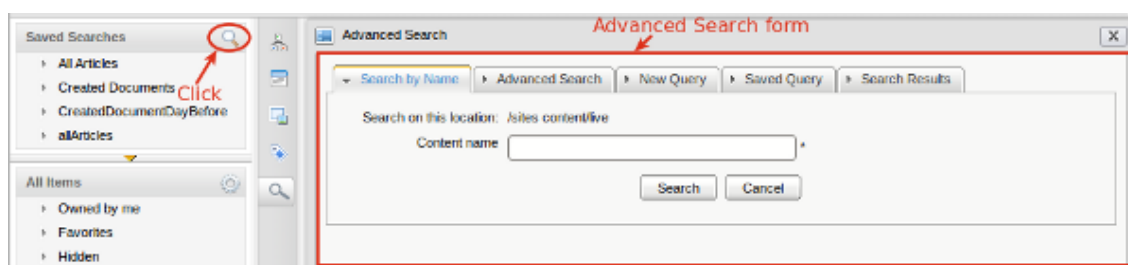 Saved Searches
All Articles
Created Documents
CreatedDocumentDayBefore
allArticles
Click
All Items
Owned by me
Favorites
Hidden
Advanced Search
Advanced Search form
Search by Name
Advanced Search
New Query
Saved Query
Search Results
Search on this location: /sites content/live
Content name *
Search
Cancel